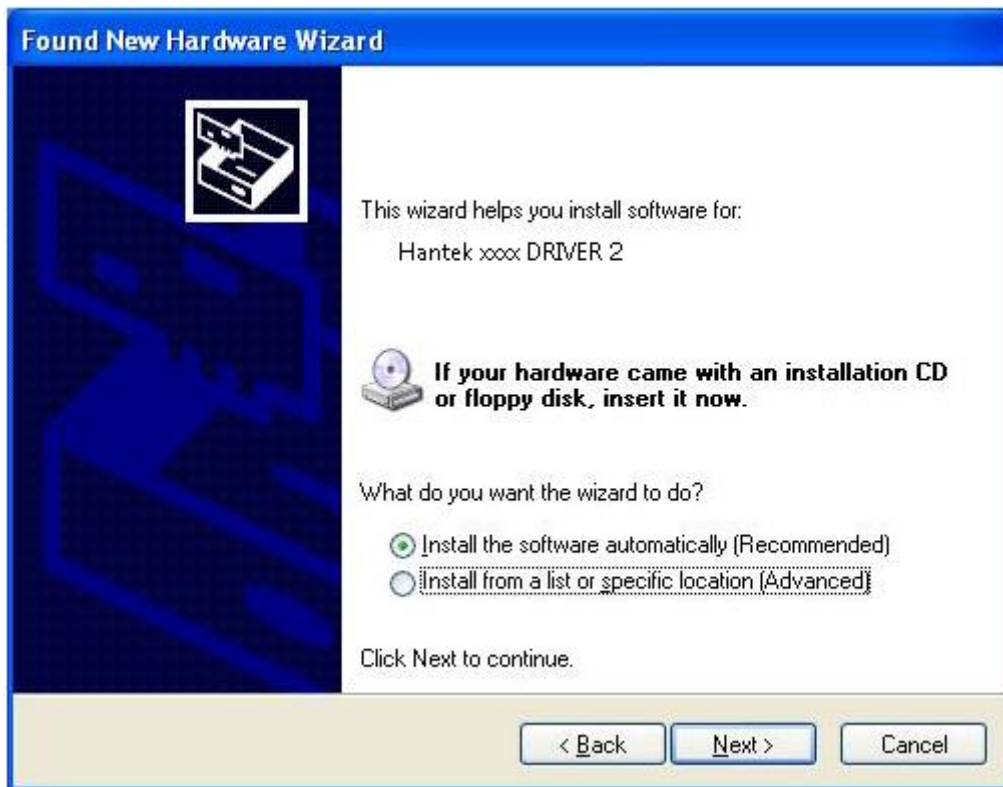 Found New Hardware Wizard
This wizard helps you install software for:
Hantek xxxx DRIVER 2
If your hardware came with an installation CD
or floppy disk, insert it now.
What do you want the wizard to do?
Install the software automatically (Recommended)
Install from a list or specific location (Advanced)
Click Next to continue.
< Back
Next >
Cancel